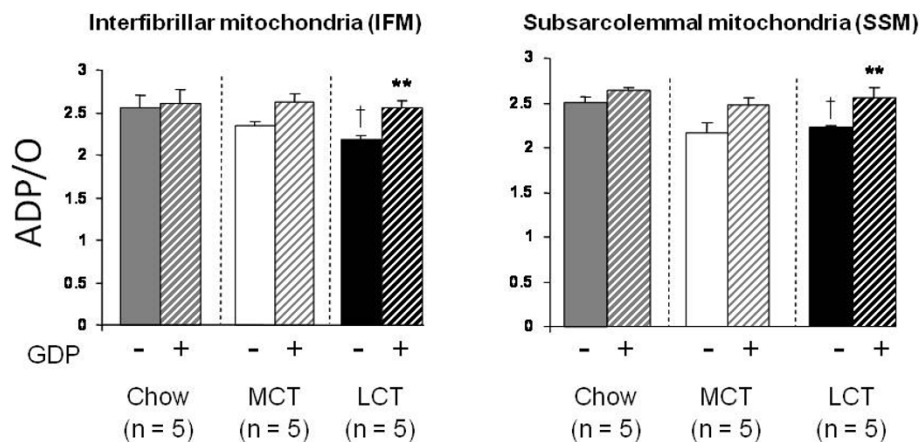 Interfibrillar mitochondria (IFM)
Subsarcolemmal mitochondria (SSM)
ADP/O
3
2.5
2
1.5
1
0.5
0
†
**
3
2.5
2
1.5
1
0.5
0
†
**
GDP - + - + - +
- + - + - +
Chow MCT LCT
(n = 5) (n = 5) (n = 5)
Chow MCT LCT
(n = 5) (n = 5) (n = 5)